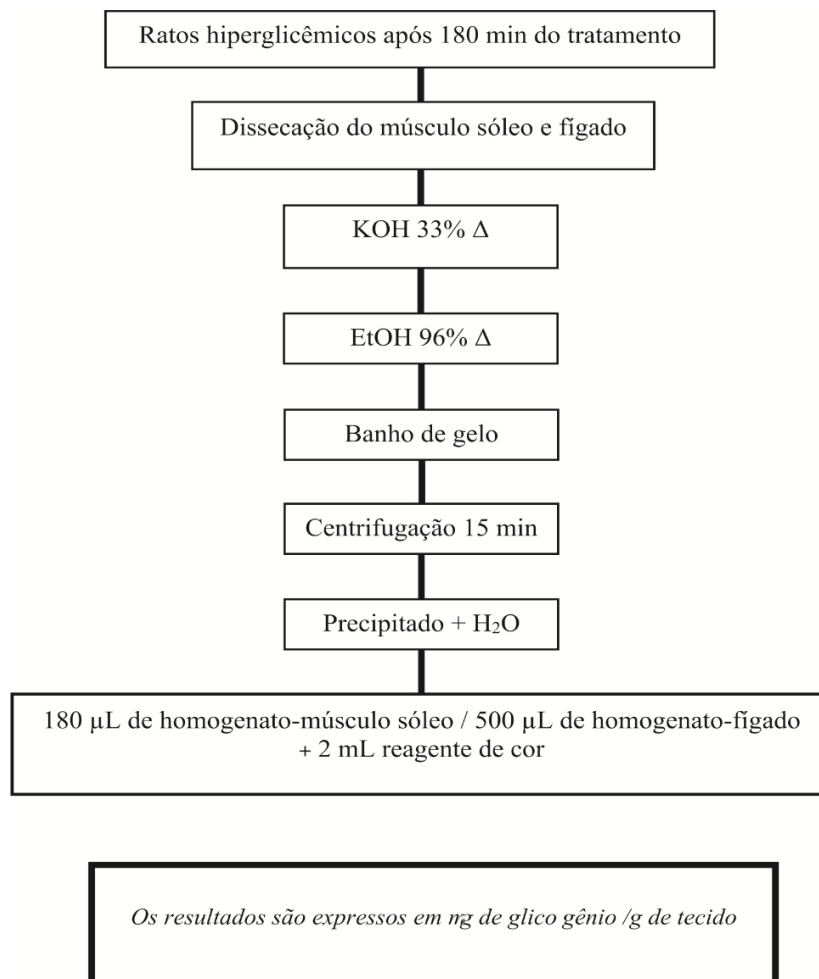 Ratos hiperglicêmicos após 180 min do tratamento
Dissecação do músculo sóleo e fígado
KOH 33% Δ
EtOH 96% Δ
Banho de gelo
Centrifugação 15 min
Precipitado + H₂O
180 µL de homogenato-músculo sóleo / 500 µL de homogenato-fígado
+ 2 mL reagente de cor
Os resultados são expressos em mg de glico gênio /g de tecido